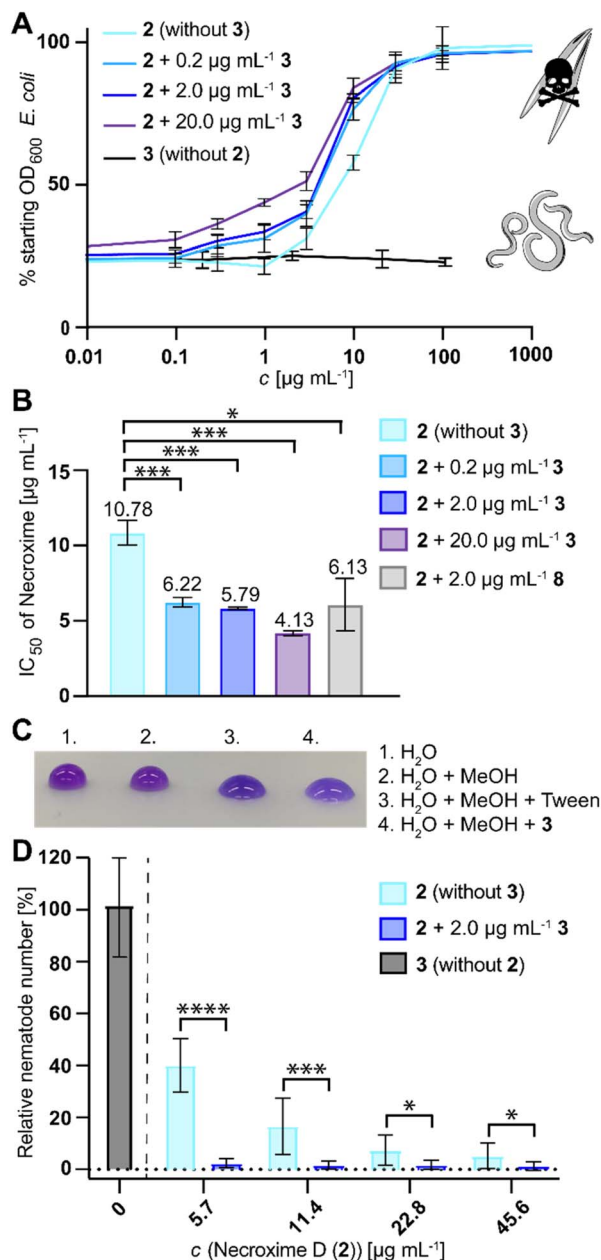 A
2 (without 3)
2 + 0.2 µg mL⁻¹ 3
2 + 2.0 µg mL⁻¹ 3
2 + 20.0 µg mL⁻¹ 3
3 (without 2)
% starting OD₆₀₀ E. coli
100
50
0
0.01 0.1 1 10 100 1000
c [µg mL⁻¹]
B
IC₅₀ of Necroxime [µg mL⁻¹]
15
10
5
0
*
***
***
***
10.78
6.22
5.79
4.13
6.13
2 (without 3)
2 + 0.2 µg mL⁻¹ 3
2 + 2.0 µg mL⁻¹ 3
2 + 20.0 µg mL⁻¹ 3
2 + 2.0 µg mL⁻¹ 8
C
1. 2. 3. 4.
1. H₂O
2. H₂O + MeOH
3. H₂O + MeOH + Tween
4. H₂O + MeOH + 3
D
Relative nematode number [%]
120
100
80
60
40
20
0
2 (without 3)
2 + 2.0 µg mL⁻¹ 3
3 (without 2)
****
***
*
*
0 5.7 11.4 22.8 45.6
c (Necroxime D (2)) [µg mL⁻¹]